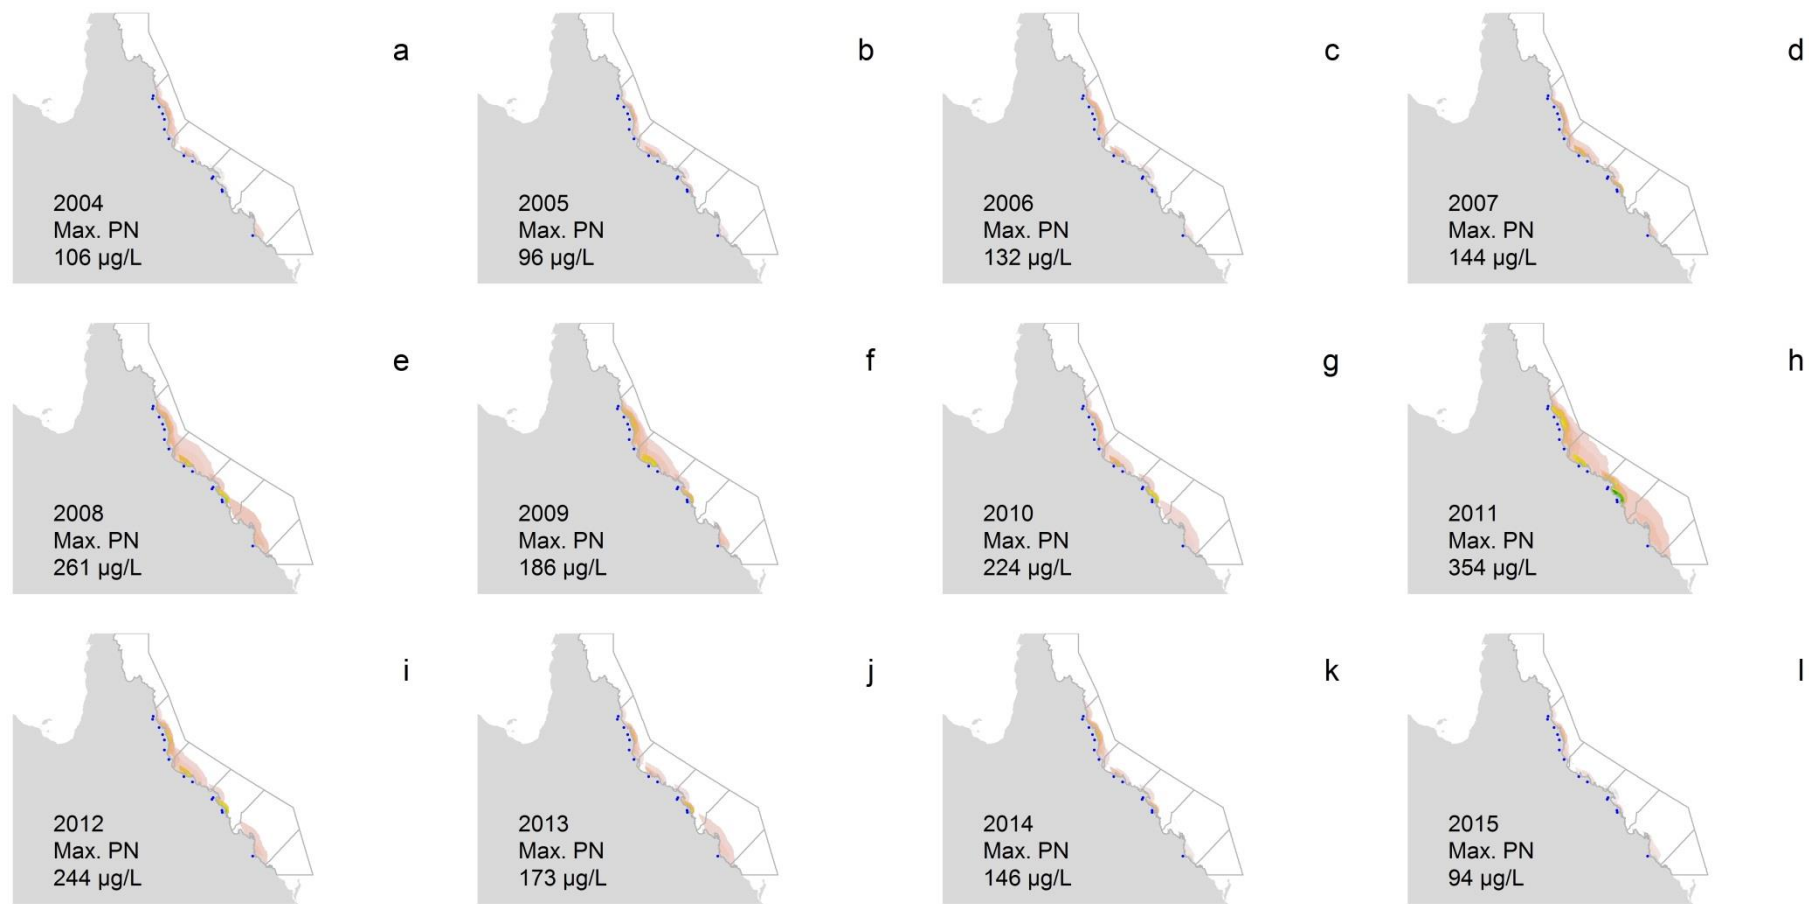 a
2004
Max. PN
106 µg/L
b
2005
Max. PN
96 µg/L
c
2006
Max. PN
132 µg/L
d
2007
Max. PN
144 µg/L
e
2008
Max. PN
261 µg/L
f
2009
Max. PN
186 µg/L
g
2010
Max. PN
224 µg/L
h
2011
Max. PN
354 µg/L
i
2012
Max. PN
244 µg/L
j
2013
Max. PN
173 µg/L
k
2014
Max. PN
146 µg/L
l
2015
Max. PN
94 µg/L